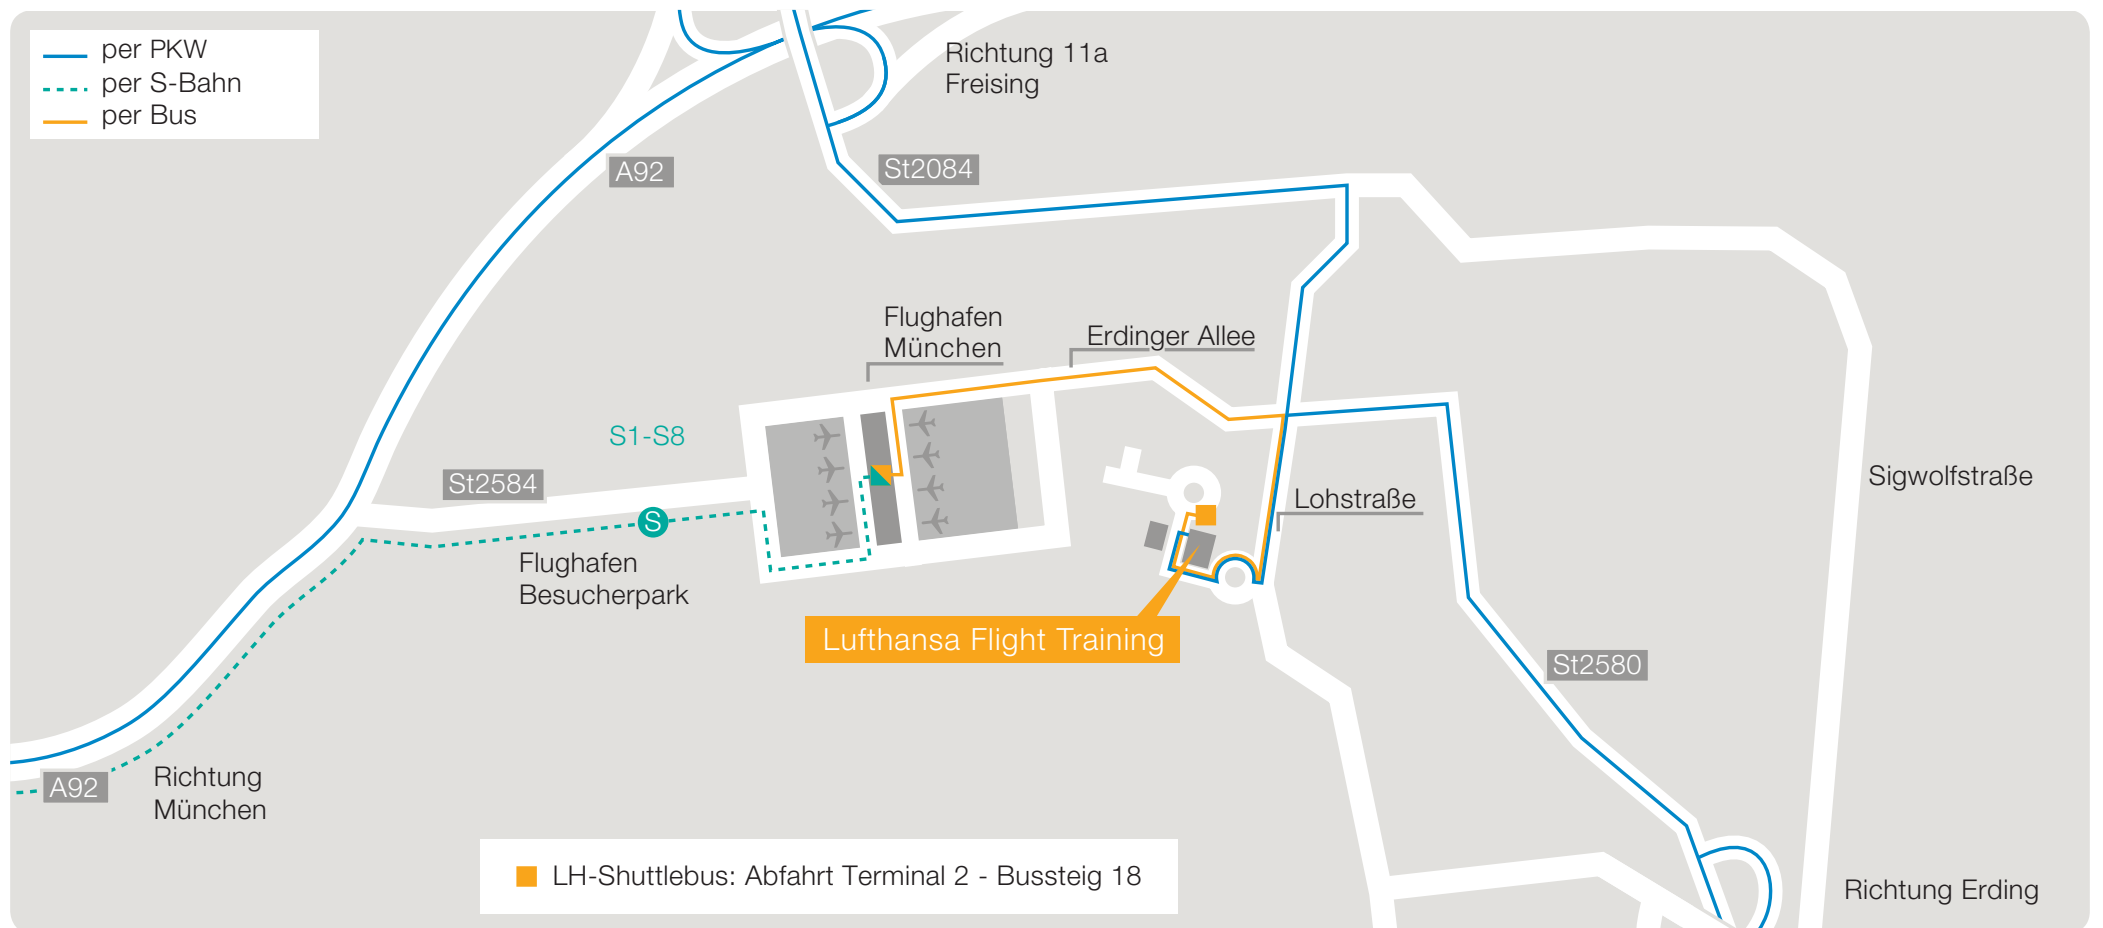 per PKW
per S-Bahn
per Bus
Richtung 11a
Freising
A92
St2084
Flughafen
München
Erdinger Allee
S1-S8
St2584
Sigwolfstraße
Lohstraße
S
Flughafen
Besucherpark
Lufthansa Flight Training
St2580
A92
Richtung
München
LH-Shuttlebus: Abfahrt Terminal 2 - Bussteig 18
Richtung Erding